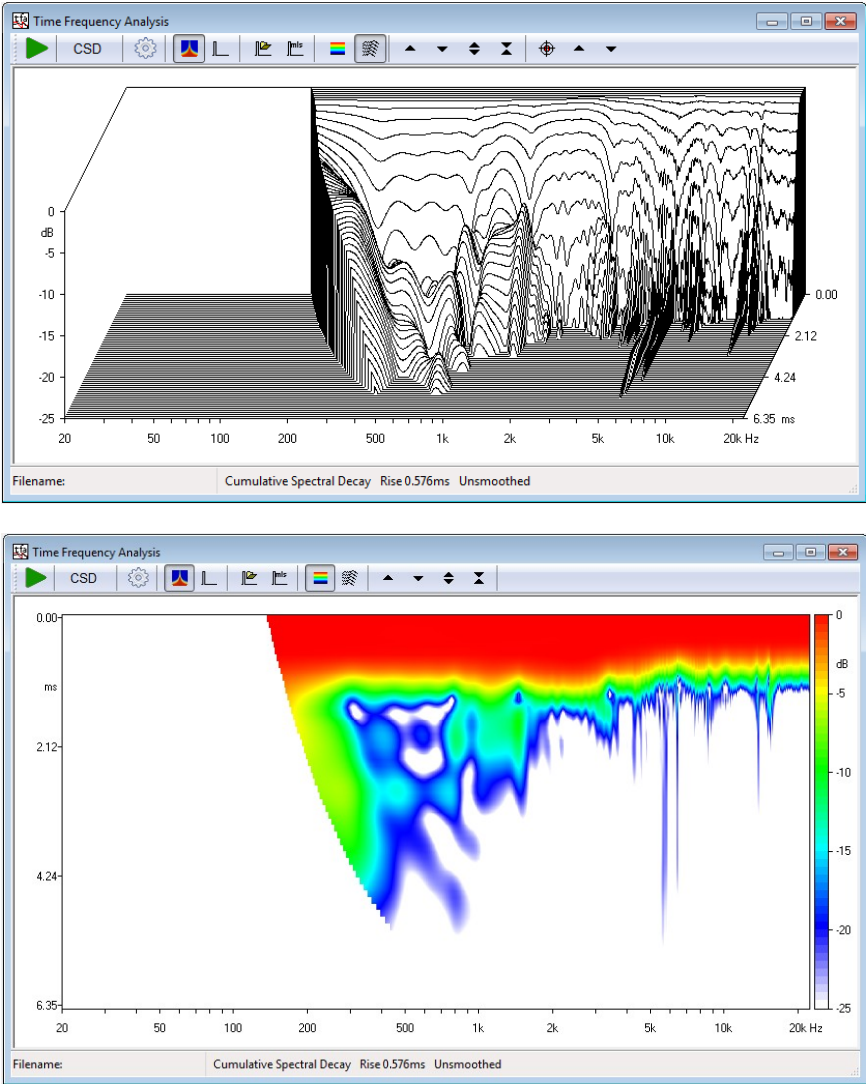 Time Frequency Analysis
CSD mls
0
dB
-5
-10
-15
-20
-25
0.00
2.12
4.24
6.35 ms
20 50 100 200 500 1k 2k 5k 10k 20k Hz
Filename: Cumulative Spectral Decay Rise 0.576ms Unsmoothed
Time Frequency Analysis
CSD mls
0.00
ms
2.12
4.24
6.35
0
dB
-5
-10
-15
-20
-25
20 50 100 200 500 1k 2k 5k 10k 20k Hz
Filename: Cumulative Spectral Decay Rise 0.576ms Unsmoothed